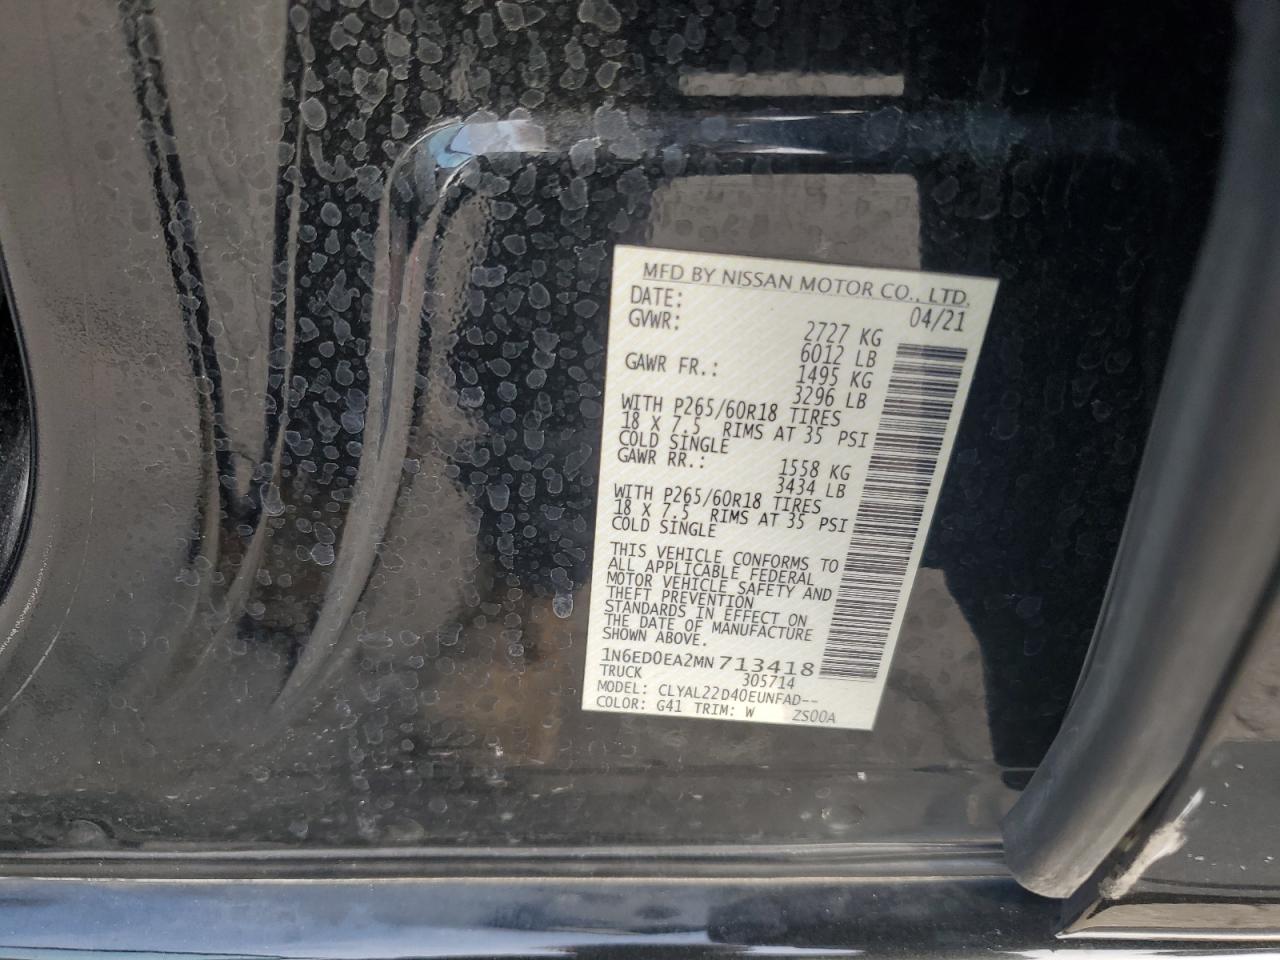 MFD BY NISSAN MOTOR CO., LTD.
DATE: 04/21
GVWR: 2727 KG
6012 LB
GAWR FR.: 1495 KG
3296 LB
WITH P265/60R18 TIRES
18 X 7.5 RIMS AT 35 PSI
COLD SINGLE
GAWR RR.: 1558 KG
3434 LB
WITH P265/60R18 TIRES
18 X 7.5 RIMS AT 35 PSI
COLD SINGLE
THIS VEHICLE CONFORMS TO
ALL APPLICABLE FEDERAL
MOTOR VEHICLE SAFETY AND
THEFT PREVENTION
STANDARDS IN EFFECT ON
THE DATE OF MANUFACTURE
SHOWN ABOVE.
1N6ED0EA2MN713418
TRUCK 305714
MODEL: CLYAL22D40EUNFAD--
COLOR: G41 TRIM: W ZS00A